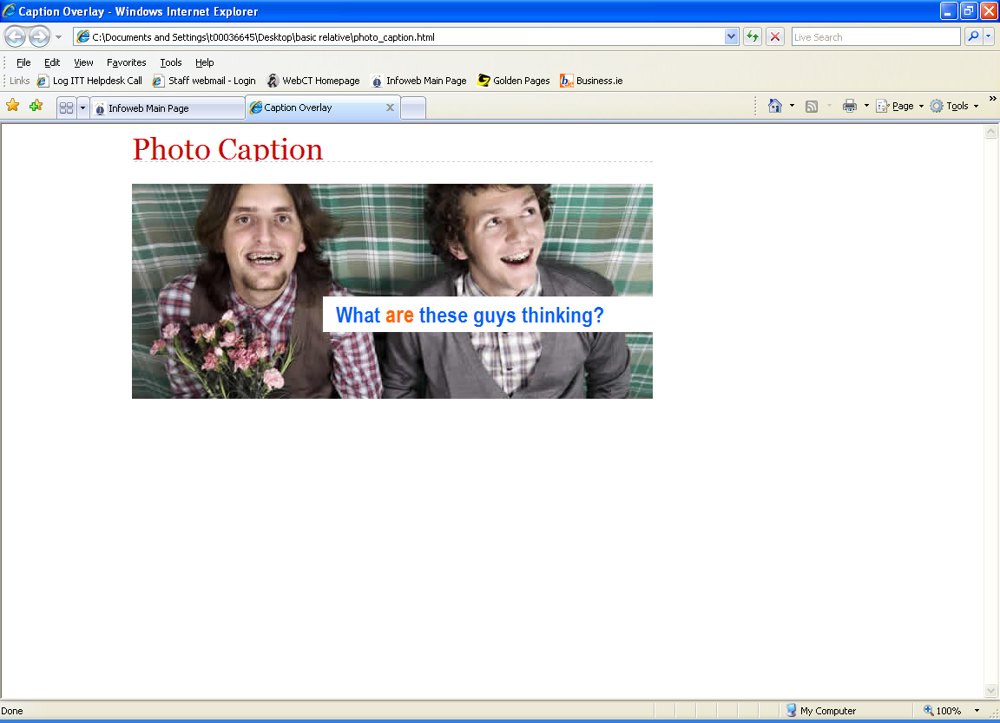 Caption Overlay - Windows Internet Explorer
C:\Documents and Settings\t00036645\Desktop\basic relative\photo_caption.html
Live Search
File Edit View Favorites Tools Help
Links Log ITT Helpdesk Call Staff webmail - Login WebCT Homepage Infoweb Main Page Golden Pages Business.ie
Infoweb Main Page Caption Overlay Page Tools
Photo Caption
What are these guys thinking?
Done My Computer 100%